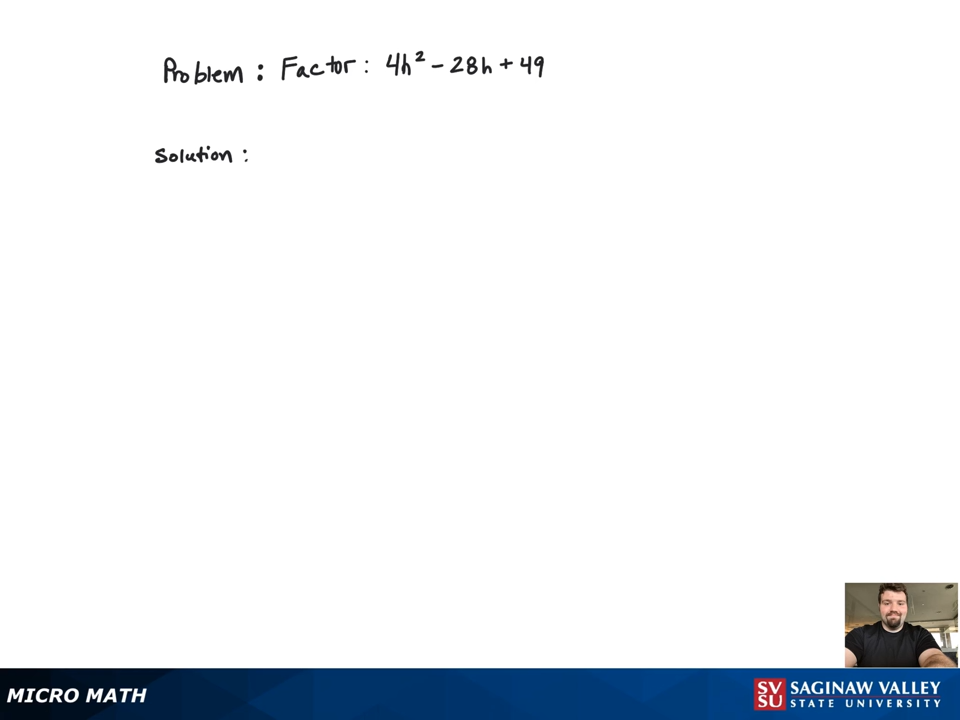 Problem : Factor : 4h² - 28h + 49
Solution :
MICRO MATH
SV
SU
SAGINAW VALLEY
STATE UNIVERSITY